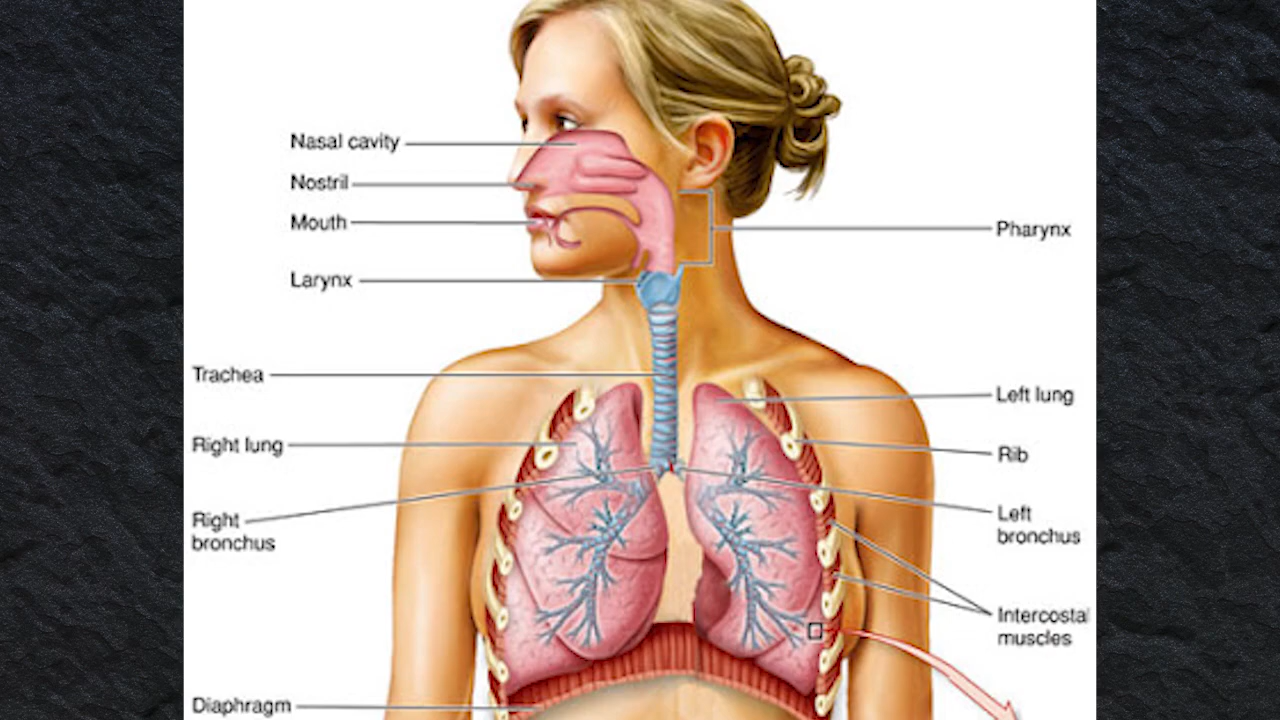 Nasal cavity
Nostril
Mouth
Larynx
Trachea
Right lung
Right
bronchus
Diaphragm
Pharynx
Left lung
Rib
Left
bronchus
Intercostal
muscles